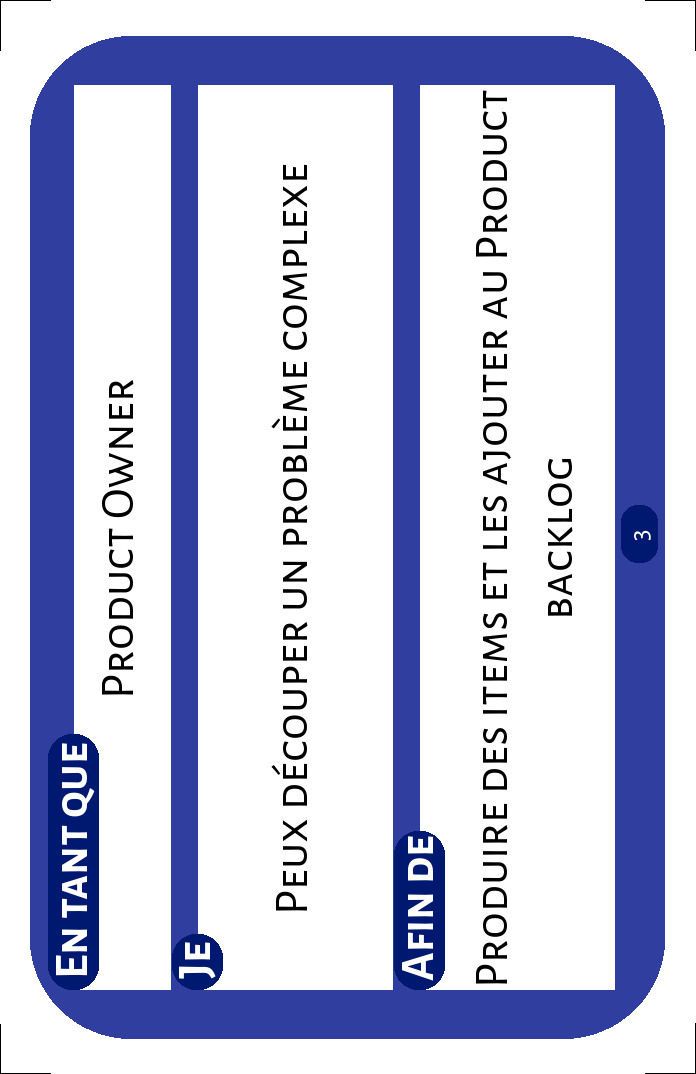 En tant que
Product Owner
Je
Peux découper un problème complexe
Afin de
Produire des items et les ajouter au Product
backlog
3